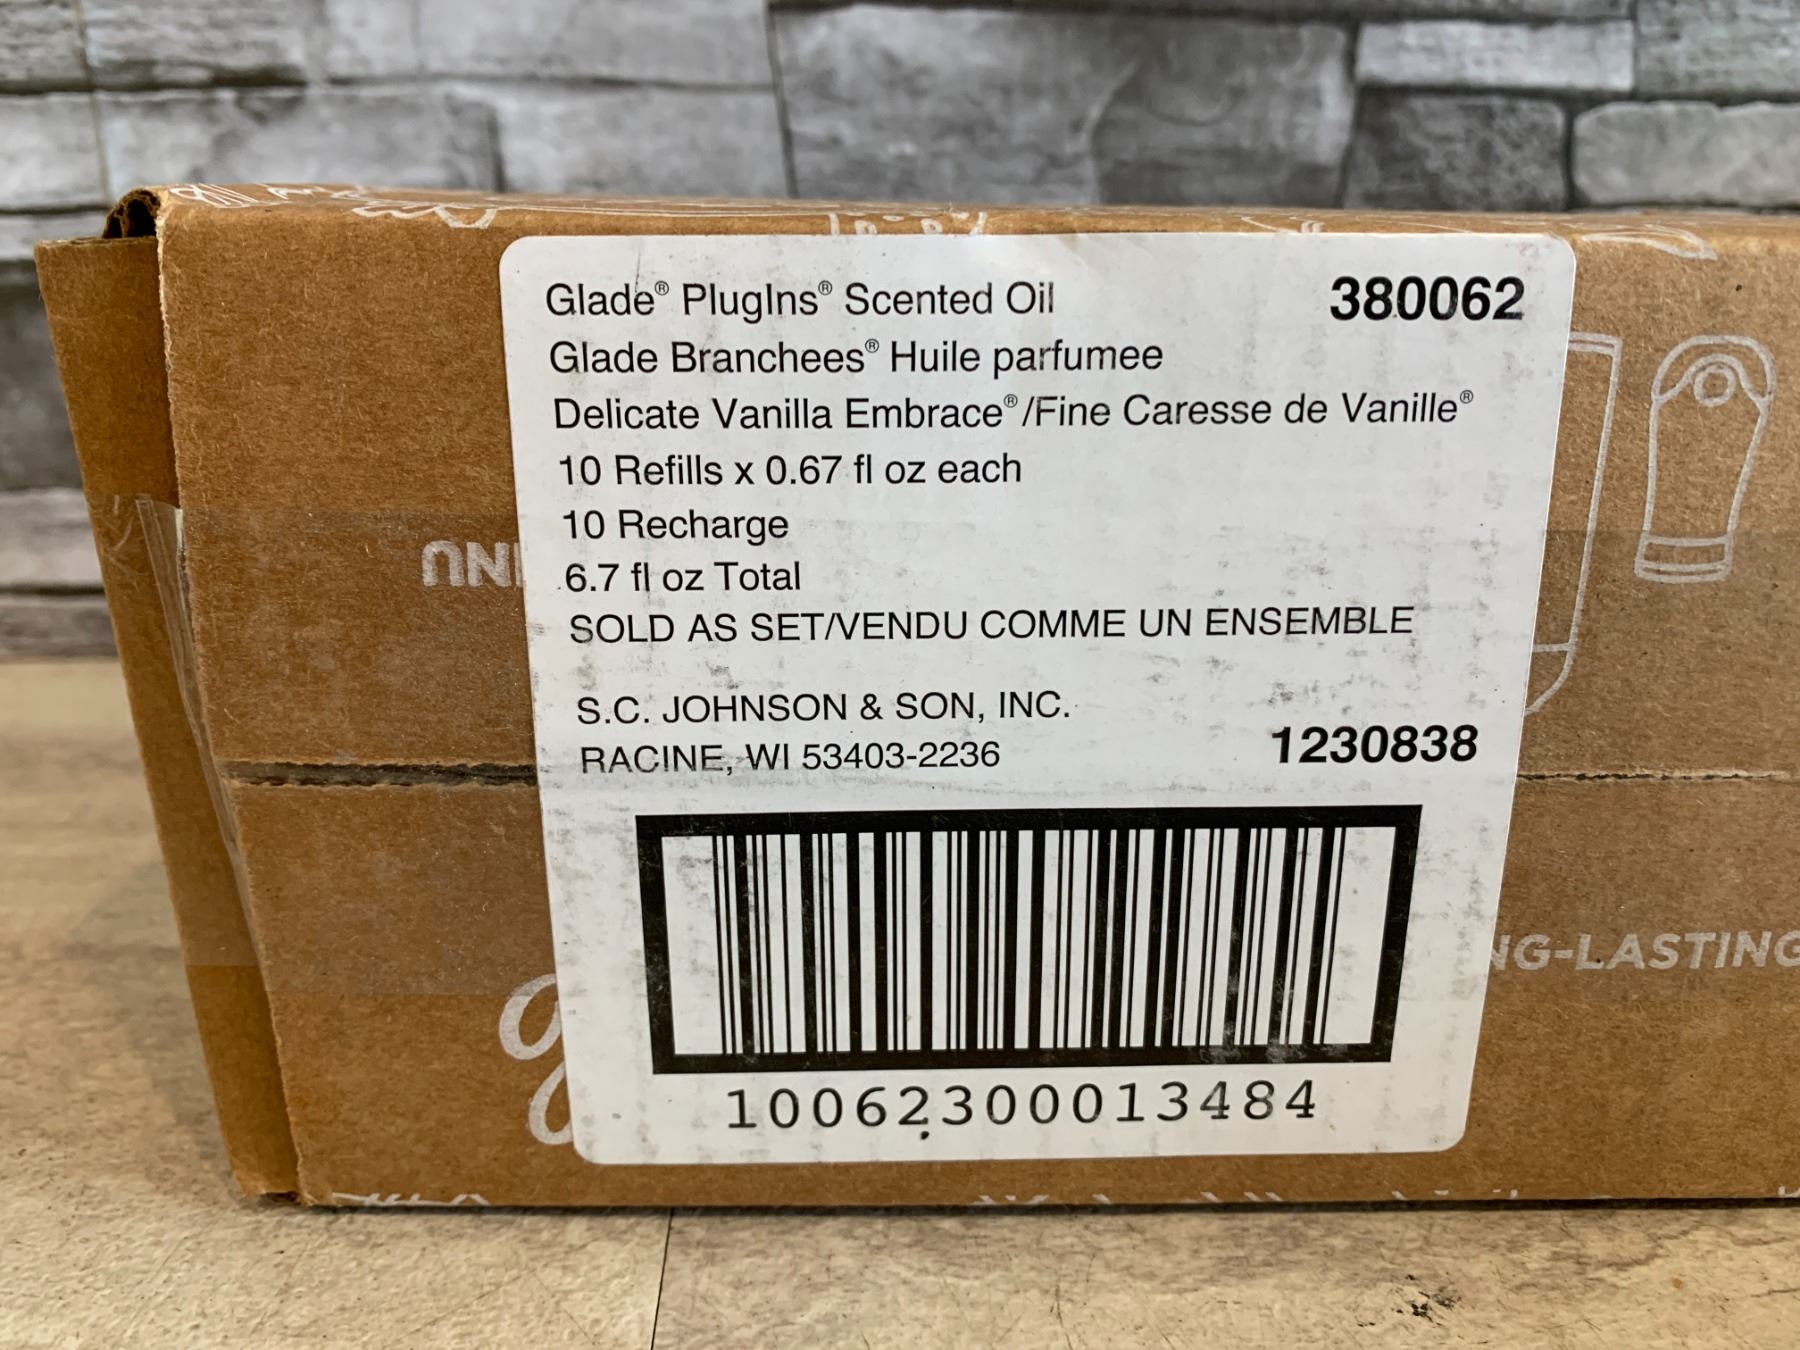 Glade® PlugIns® Scented Oil 380062
Glade Branchees® Huile parfumee
Delicate Vanilla Embrace®/Fine Caresse de Vanille®
10 Refills x 0.67 fl oz each
10 Recharge
6.7 fl oz Total
SOLD AS SET/VENDU COMME UN ENSEMBLE
S.C. JOHNSON & SON, INC.
RACINE, WI 53403-2236 1230838
NG-LASTING
10062300013484